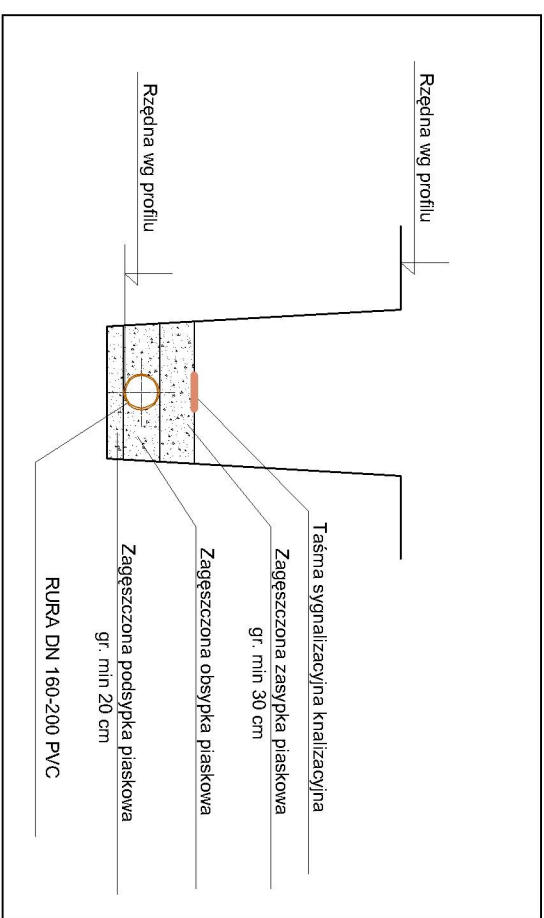 Rzędna wg profilu
Rzędna wg profilu
Taśma sygnalizacyjna knalizacyjna
Zagęszczona zasypka piaskowa
gr. min 30 cm
Zagęszczona obsypka piaskowa
Zagęszczona podsypka piaskowa
gr. min 20 cm
RURA DN 160-200 PVC